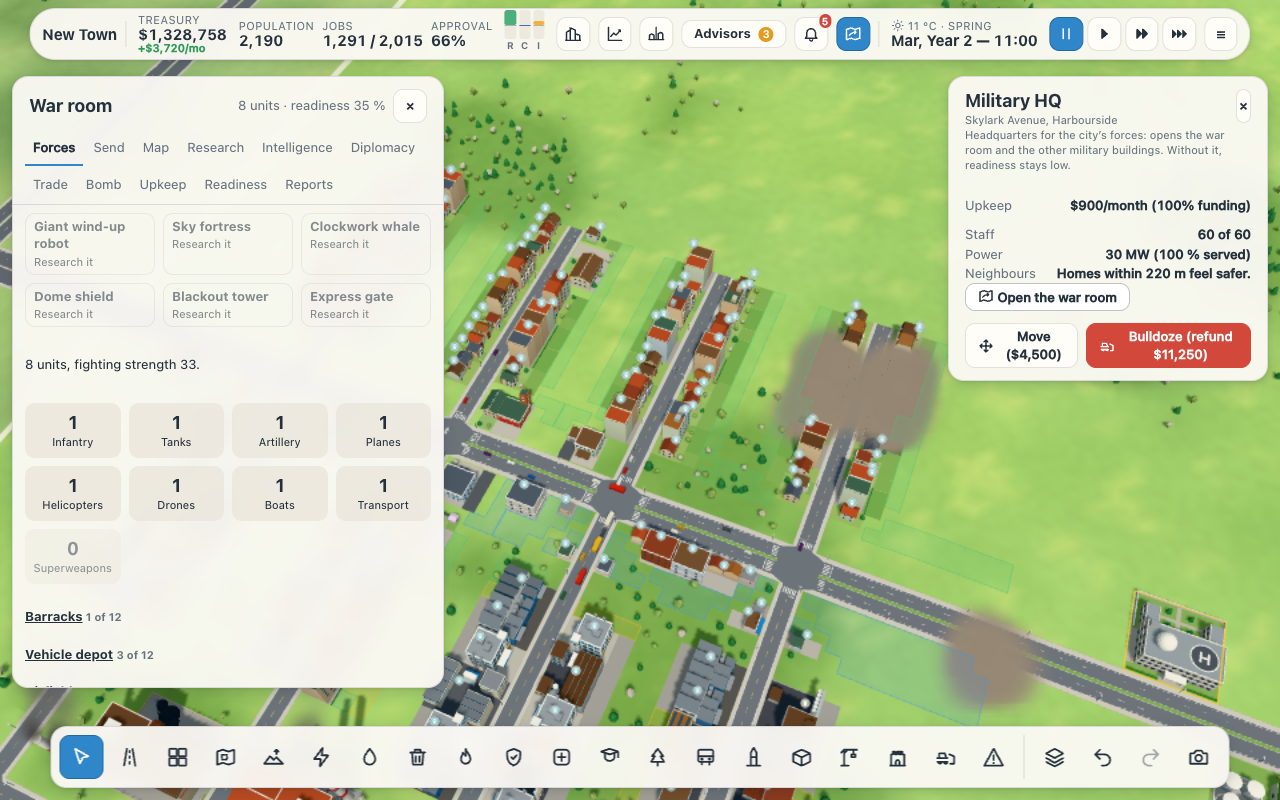 New Town
TREASURY
$1,328,758
+$3,720/mo
POPULATION
2,190
JOBS
1,291 / 2,015
APPROVAL
66%
R C I
Advisors 3
5
11 °C · SPRING
Mar, Year 2 — 11:00
War room
8 units · readiness 35 %
Forces Send Map Research Intelligence Diplomacy
Trade Bomb Upkeep Readiness Reports
Giant wind-up robot
Research it
Sky fortress
Research it
Clockwork whale
Research it
Dome shield
Research it
Blackout tower
Research it
Express gate
Research it
8 units, fighting strength 33.
1
Infantry
1
Tanks
1
Artillery
1
Planes
1
Helicopters
1
Drones
1
Boats
1
Transport
0
Superweapons
Barracks 1 of 12
Vehicle depot 3 of 12
Military HQ
Skylark Avenue, Harbourside
Headquarters for the city's forces: opens the war
room and the other military buildings. Without it,
readiness stays low.
Upkeep $900/month (100% funding)
Staff 60 of 60
Power 30 MW (100 % served)
Neighbours Homes within 220 m feel safer.
Open the war room
Move
($4,500)
Bulldoze (refund
$11,250)
H